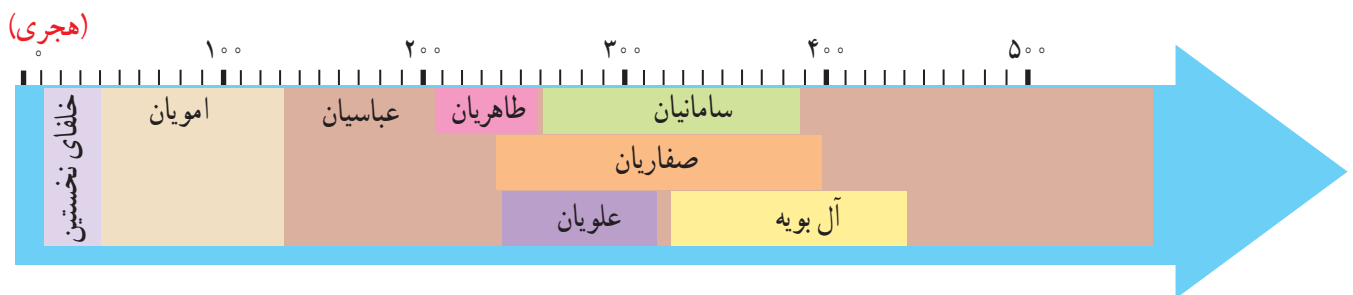 (هجری)
۰ ۱۰۰ ۲۰۰ ۳۰۰ ۴۰۰ ۵۰۰
خلفای نخستین
امویان
عباسیان
طاهریان
سامانیان
صفاریان
علویان
آل بویه